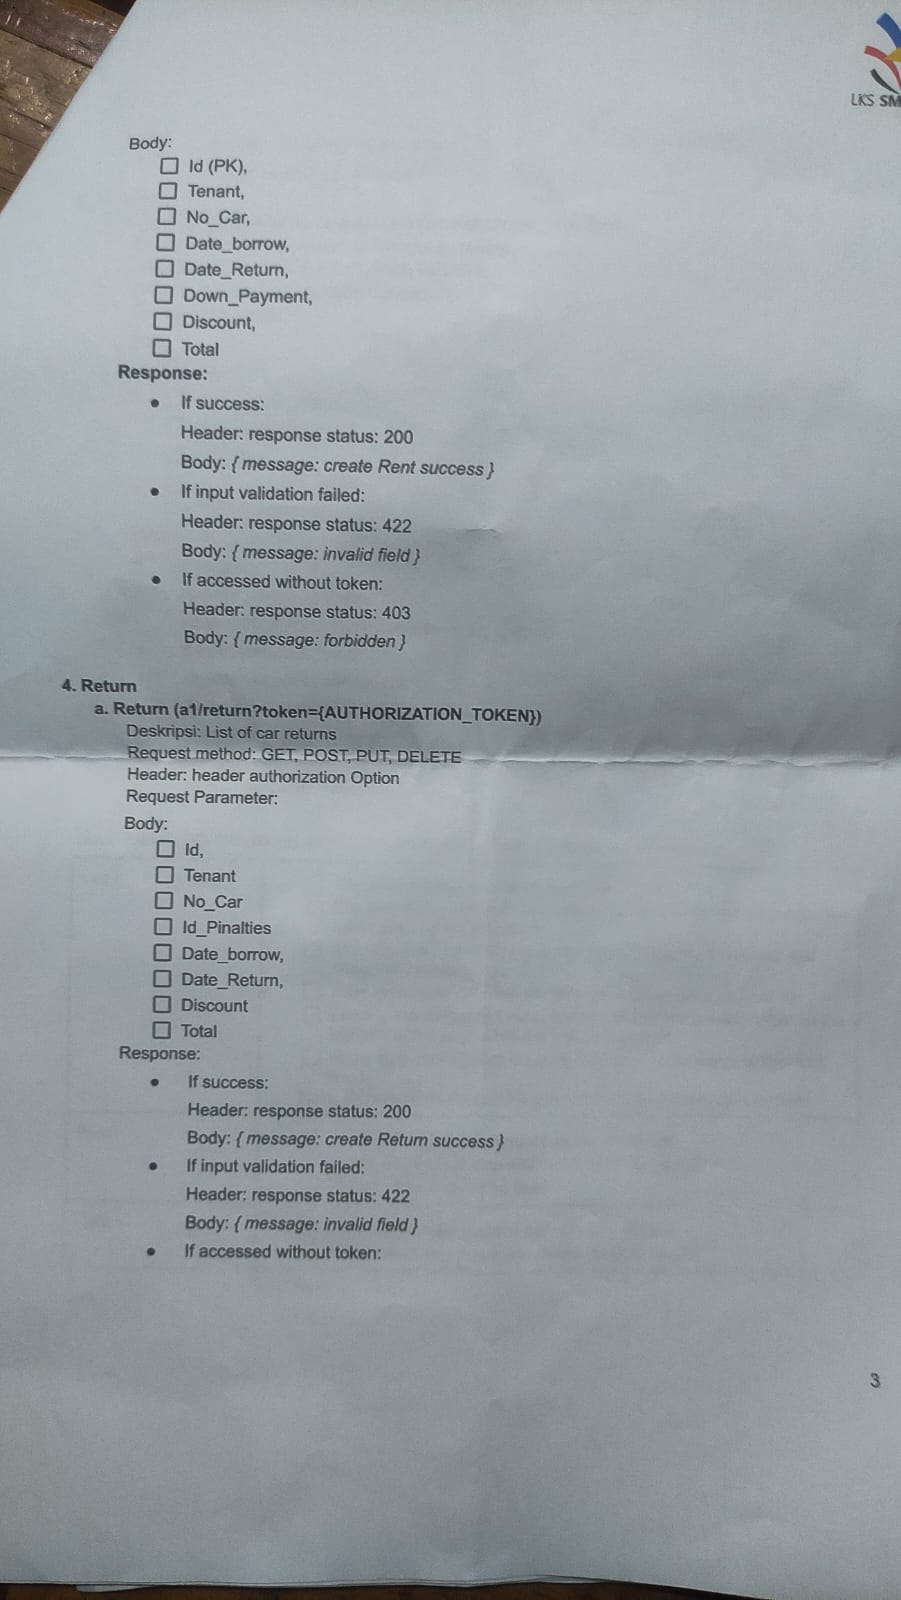 LKS SM
Body:
☐ Id (PK),
☐ Tenant,
☐ No_Car,
☐ Date_borrow,
☐ Date_Return,
☐ Down_Payment,
☐ Discount,
☐ Total
Response:
• If success:
Header: response status: 200
Body: { message: create Rent success }
• If input validation failed:
Header: response status: 422
Body: { message: invalid field }
• If accessed without token:
Header: response status: 403
Body: { message: forbidden }
4. Return
a. Return (a1/return?token={AUTHORIZATION_TOKEN})
Deskripsi: List of car returns
Request method: GET, POST, PUT, DELETE
Header: header authorization Option
Request Parameter:
Body:
☐ Id,
☐ Tenant
☐ No_Car
☐ Id_Pinalties
☐ Date_borrow,
☐ Date_Return,
☐ Discount
☐ Total
Response:
• If success:
Header: response status: 200
Body: { message: create Return success }
• If input validation failed:
Header: response status: 422
Body: { message: invalid field }
• If accessed without token:
3